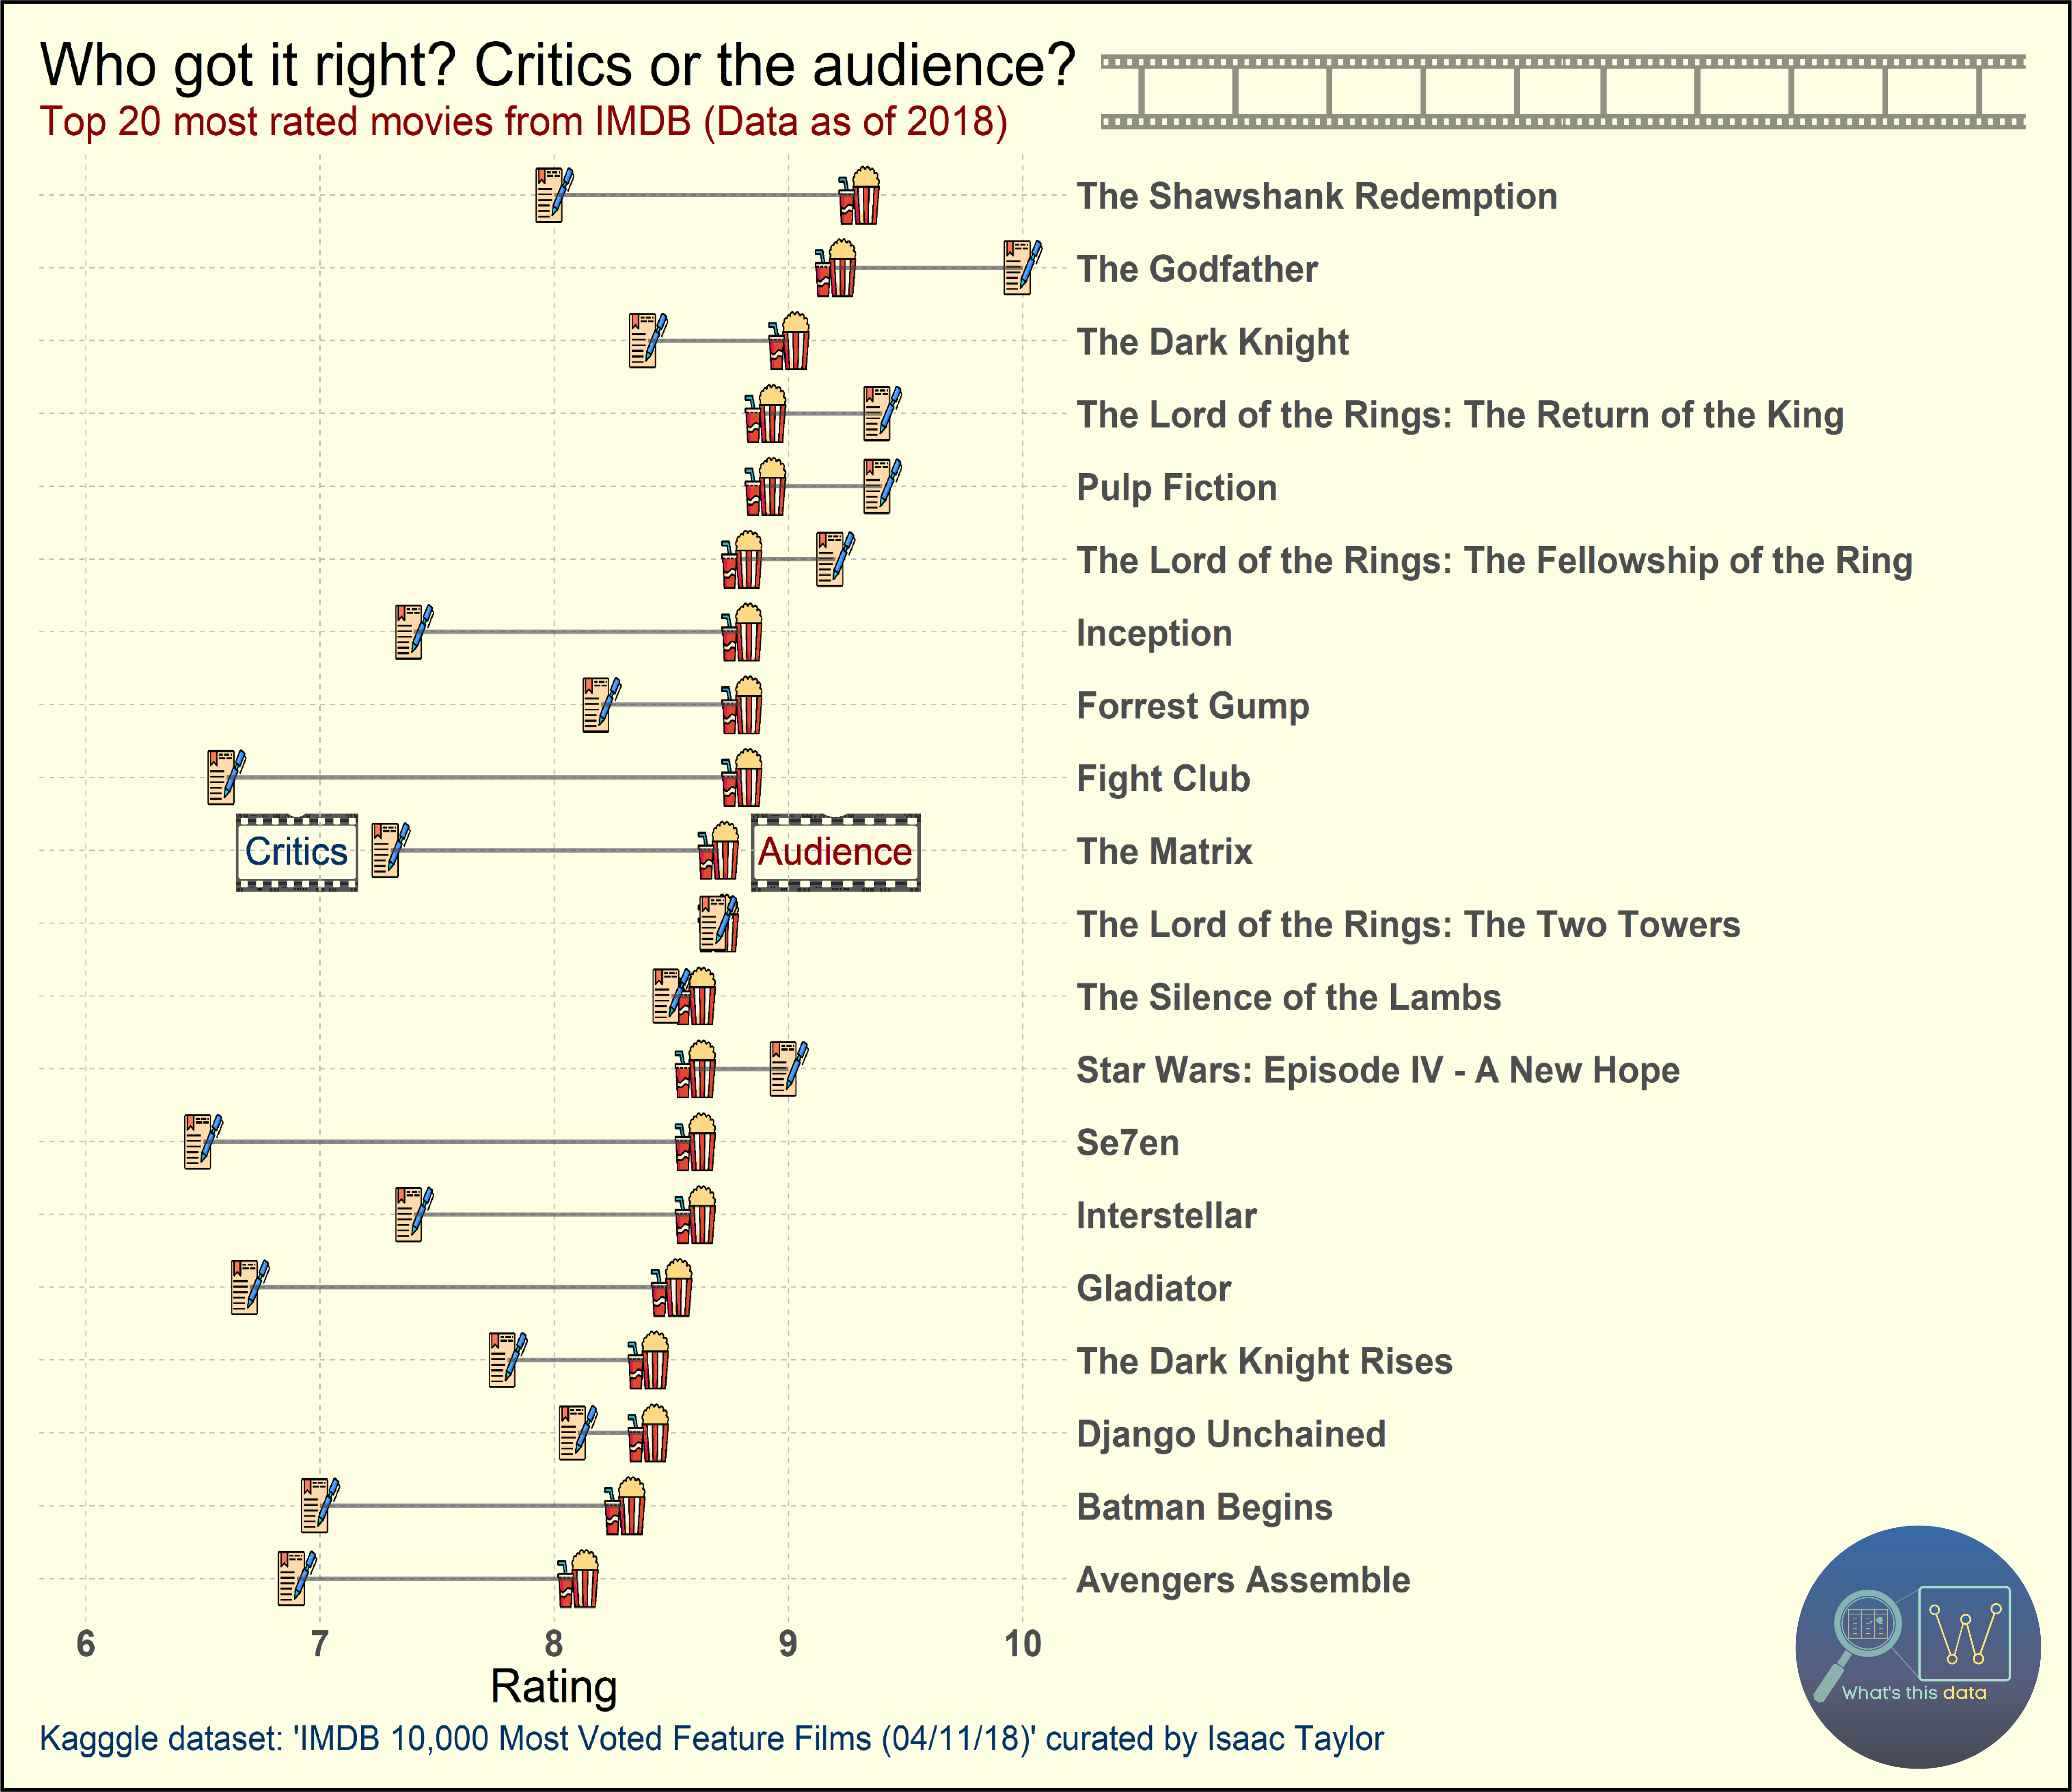 Who got it right? Critics or the audience?
Top 20 most rated movies from IMDB (Data as of 2018)
The Shawshank Redemption
The Godfather
The Dark Knight
The Lord of the Rings: The Return of the King
Pulp Fiction
The Lord of the Rings: The Fellowship of the Ring
Inception
Forrest Gump
Fight Club
Critics
Audience
The Matrix
The Lord of the Rings: The Two Towers
The Silence of the Lambs
Star Wars: Episode IV - A New Hope
Se7en
Interstellar
Gladiator
The Dark Knight Rises
Django Unchained
Batman Begins
Avengers Assemble
6 7 8 9 10
Rating
W
What's this data
Kagggle dataset: 'IMDB 10,000 Most Voted Feature Films (04/11/18)' curated by Isaac Taylor